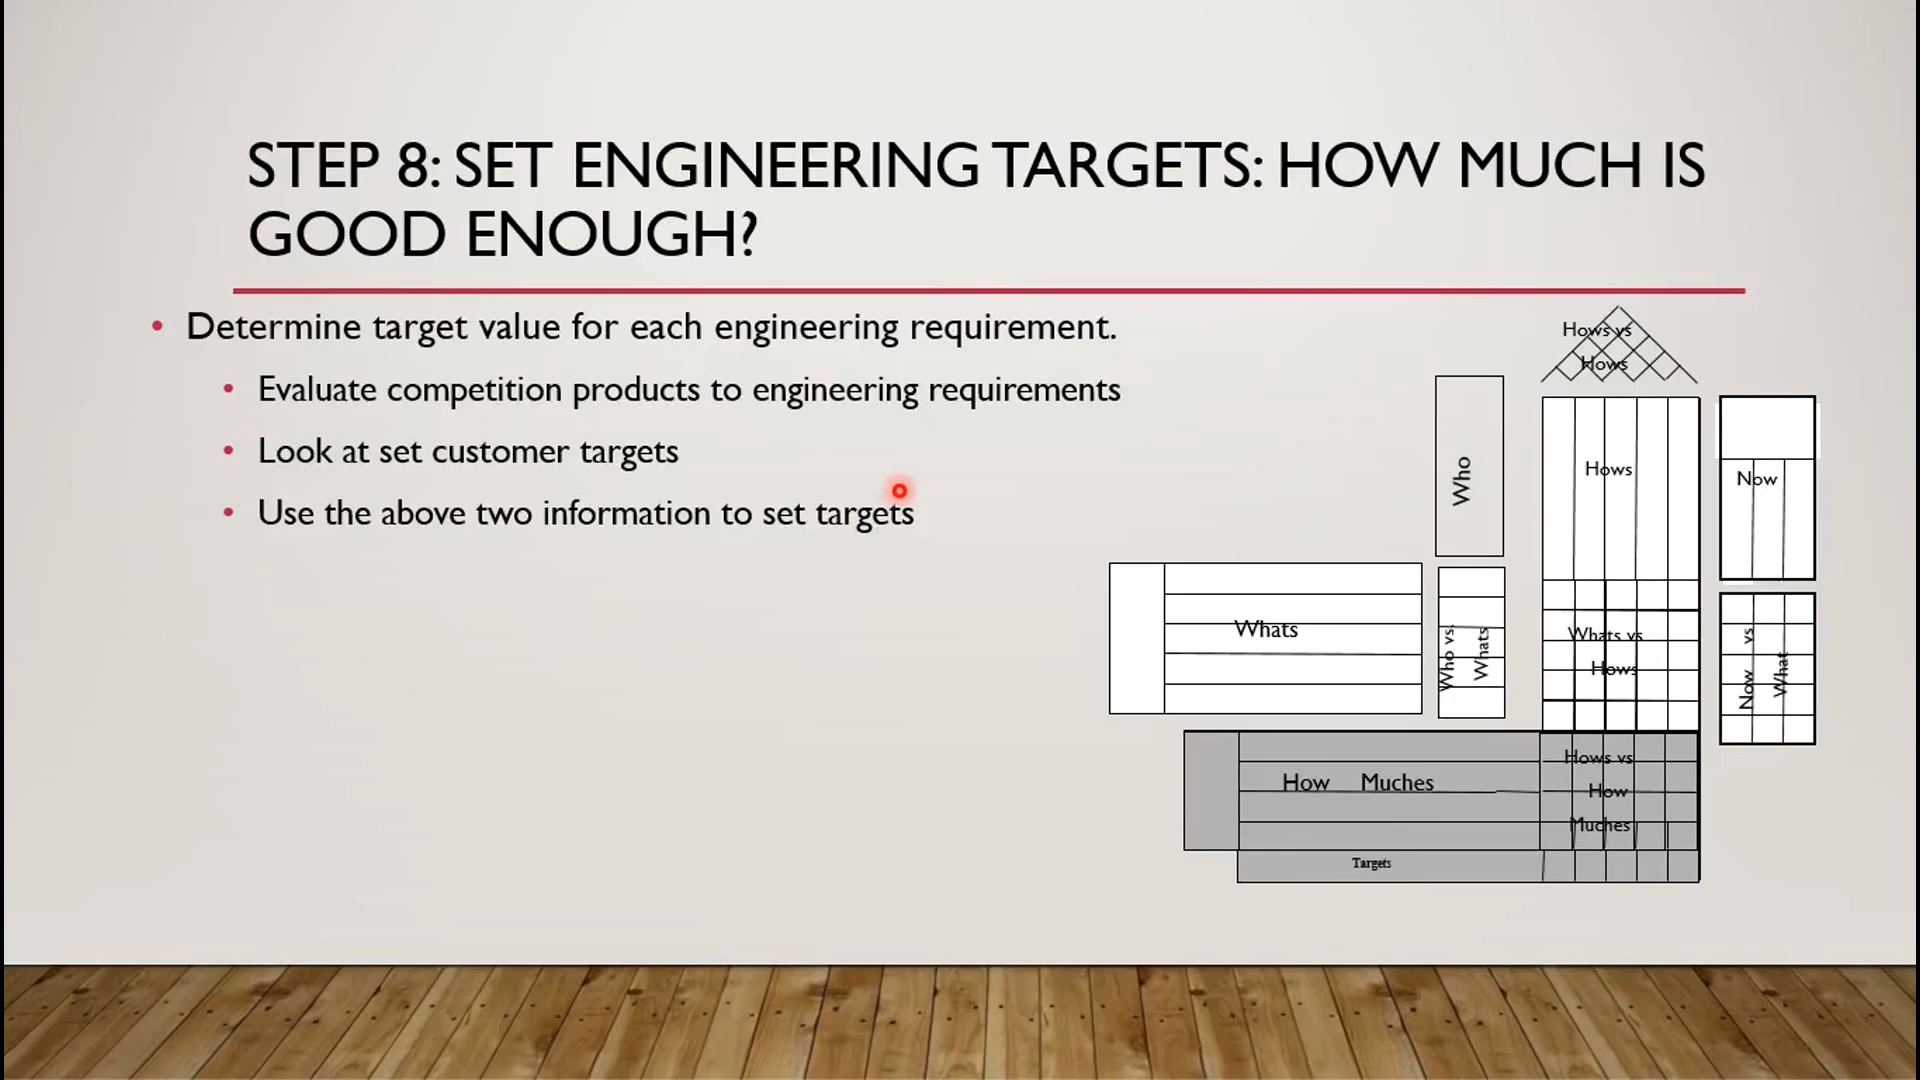 STEP 8: SET ENGINEERING TARGETS: HOW MUCH IS
GOOD ENOUGH?
• Determine target value for each engineering requirement.
• Evaluate competition products to engineering requirements
• Look at set customer targets
• Use the above two information to set targets
Hows vs
Hows
Who
Hows
Now
Whats
Who vs.
Whats
Whats vs
Hows
Now vs
What
How Muches
Hows vs
How
Muches
Targets